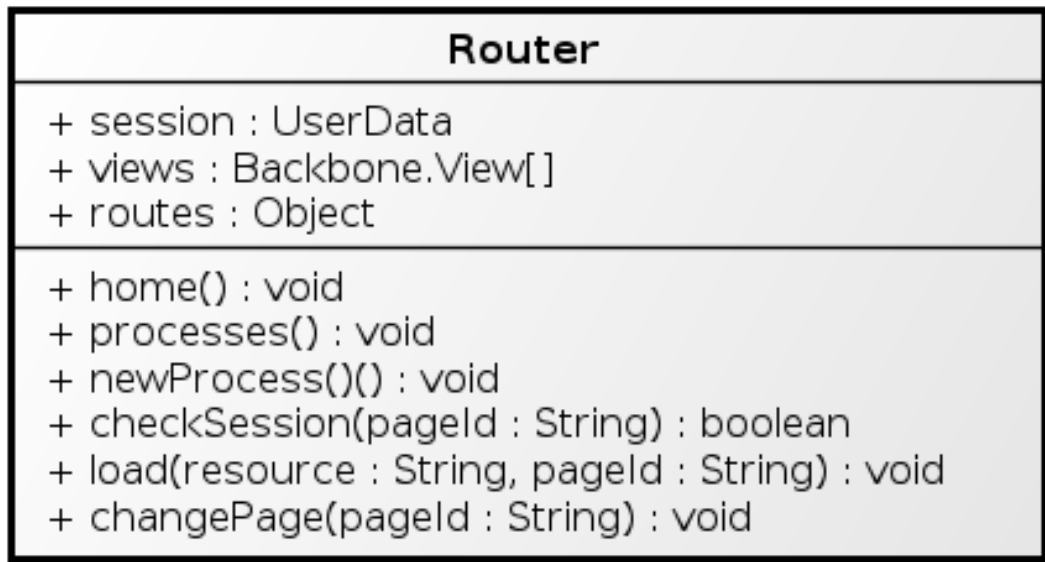 Router
+ session : UserData
+ views : Backbone.View[]
+ routes : Object
+ home() : void
+ processes() : void
+ newProcess()() : void
+ checkSession(pageId : String) : boolean
+ load(resource : String, pageId : String) : void
+ changePage(pageId : String) : void